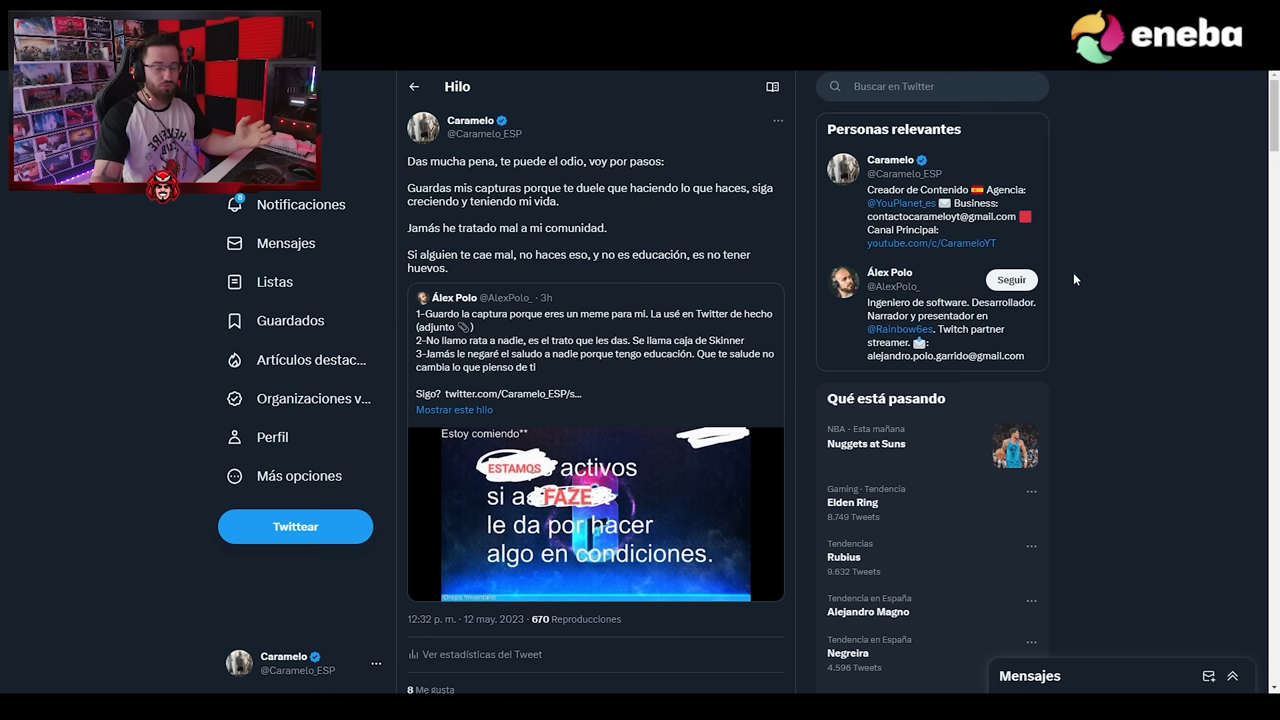 eneba
Hilo
Buscar en Twitter
Caramelo
@Caramelo_ESP
Das mucha pena, te puede el odio, voy por pasos:
Guardas mis capturas porque te duele que haciendo lo que haces, siga
creciendo y teniendo mi vida.
Jamás he tratado mal a mi comunidad.
Si alguien te cae mal, no haces eso, y no es educación, es no tener
huevos.
Álex Polo @AlexPolo_ · 3h
1-Guardo la captura porque eres un meme para mi. La usé en Twitter de hecho
(adjunto 📎)
2-No llamo rata a nadie, es el trato que les das. Se llama caja de Skinner
3-Jamás le negaré el saludo a nadie porque tengo educación. Que te salude no
cambia lo que pienso de ti
Sigo? twitter.com/Caramelo_ESP/s...
Mostrar este hilo
Estoy comiendo**
ESTAMOS activos
si a FAZE
le da por hacer
algo en condiciones.
12:32 p. m. · 12 may. 2023 · 670 Reproducciones
Ver estadísticas del Tweet
8 Me gusta
8
Notificaciones
Mensajes
Listas
Guardados
Artículos destac...
Organizaciones v...
Perfil
Más opciones
Twittear
Caramelo
@Caramelo_ESP
Personas relevantes
Caramelo
@Caramelo_ESP
Creador de Contenido 🇪🇸 Agencia:
@YouPlanet_es ✉️ Business:
contactocarameloyt@gmail.com 🟥
Canal Principal:
youtube.com/c/CarameloYT
Álex Polo
@AlexPolo_
Seguir
Ingeniero de software. Desarrollador.
Narrador y presentador en
@Rainbow6es. Twitch partner
streamer. 📩:
alejandro.polo.garrido@gmail.com
Qué está pasando
NBA · Esta mañana
Nuggets at Suns
Gaming · Tendencia
Elden Ring
8.749 Tweets
Tendencias
Rubius
9.632 Tweets
Tendencia en España
Alejandro Magno
Tendencia en España
Negreira
4.596 Tweets
Mensajes